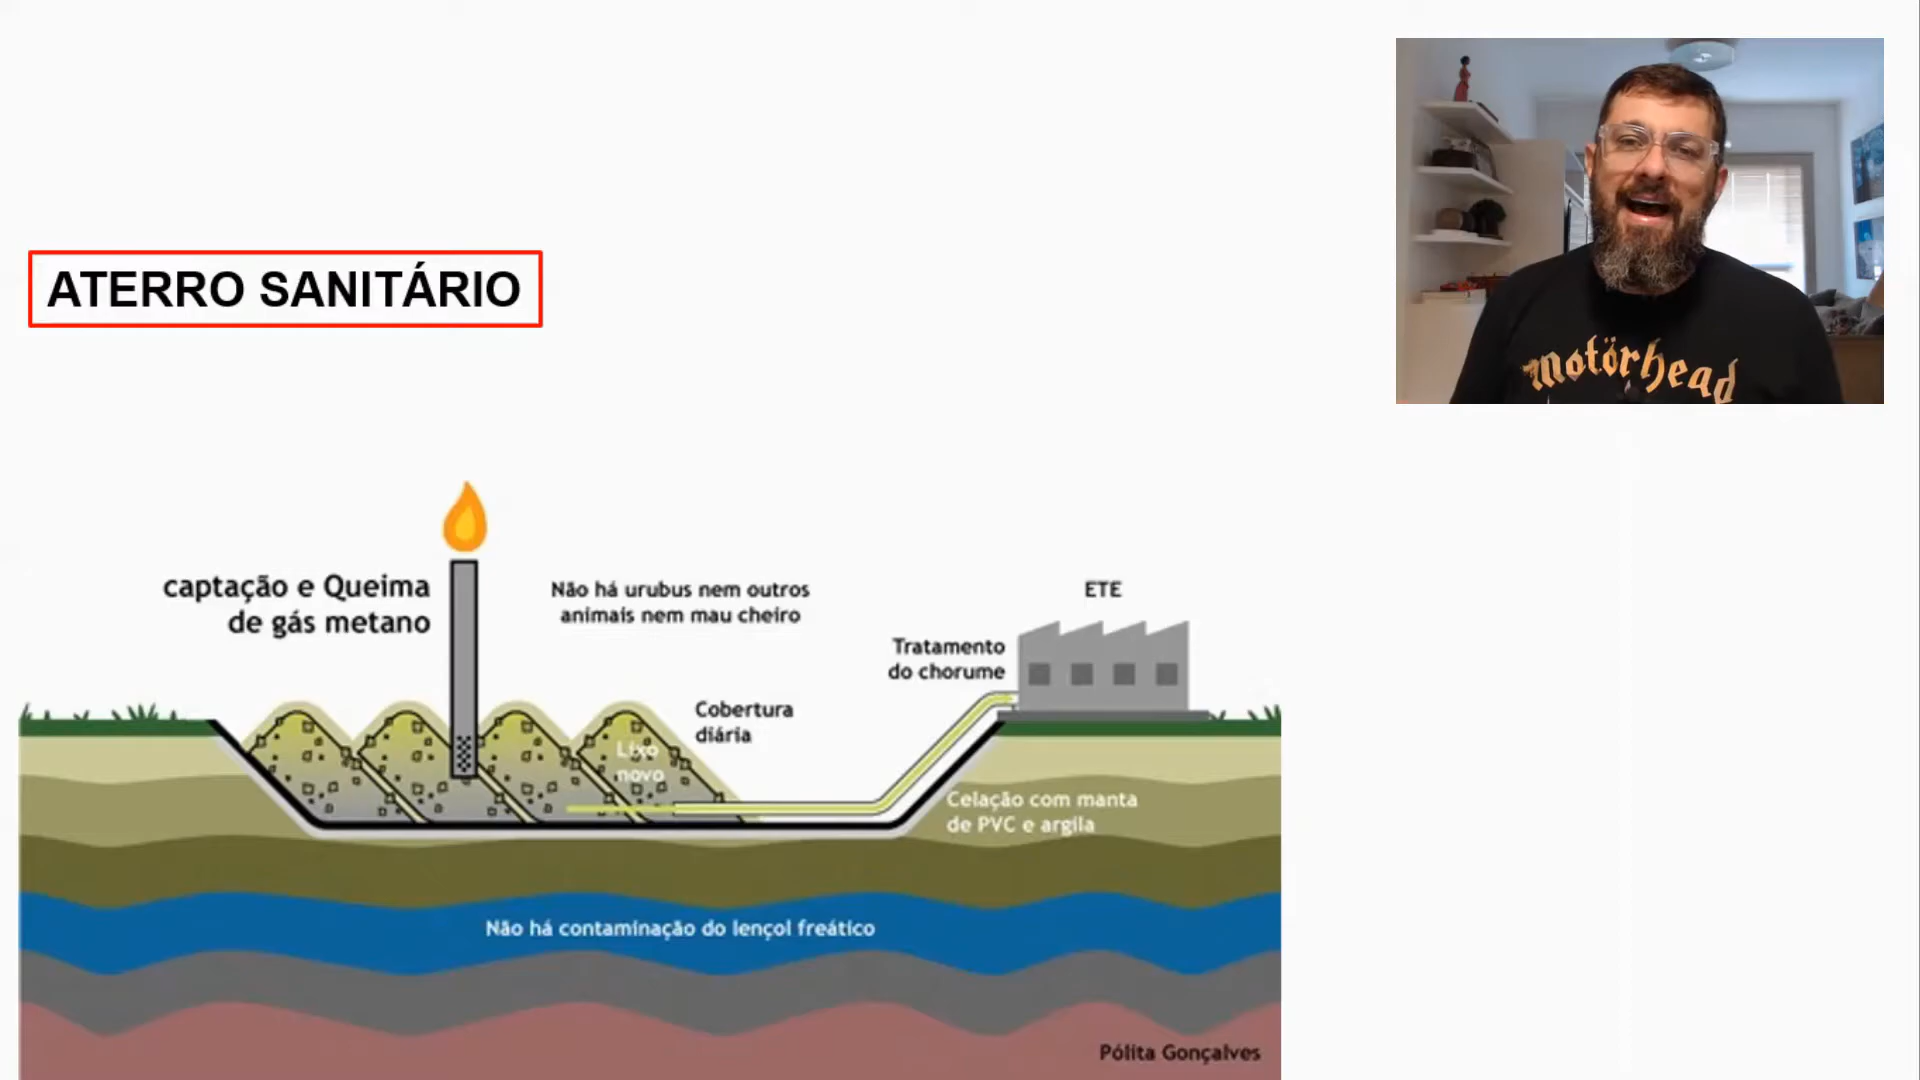 ATERRO SANITÁRIO
motörhead
captação e Queima
de gás metano
Não há urubus nem outros
animais nem mau cheiro
ETE
Tratamento
do chorume
Cobertura
diária
Lixo
novo
Celação com manta
de PVC e argila
Não há contaminação do lençol freático
Pólita Gonçalves